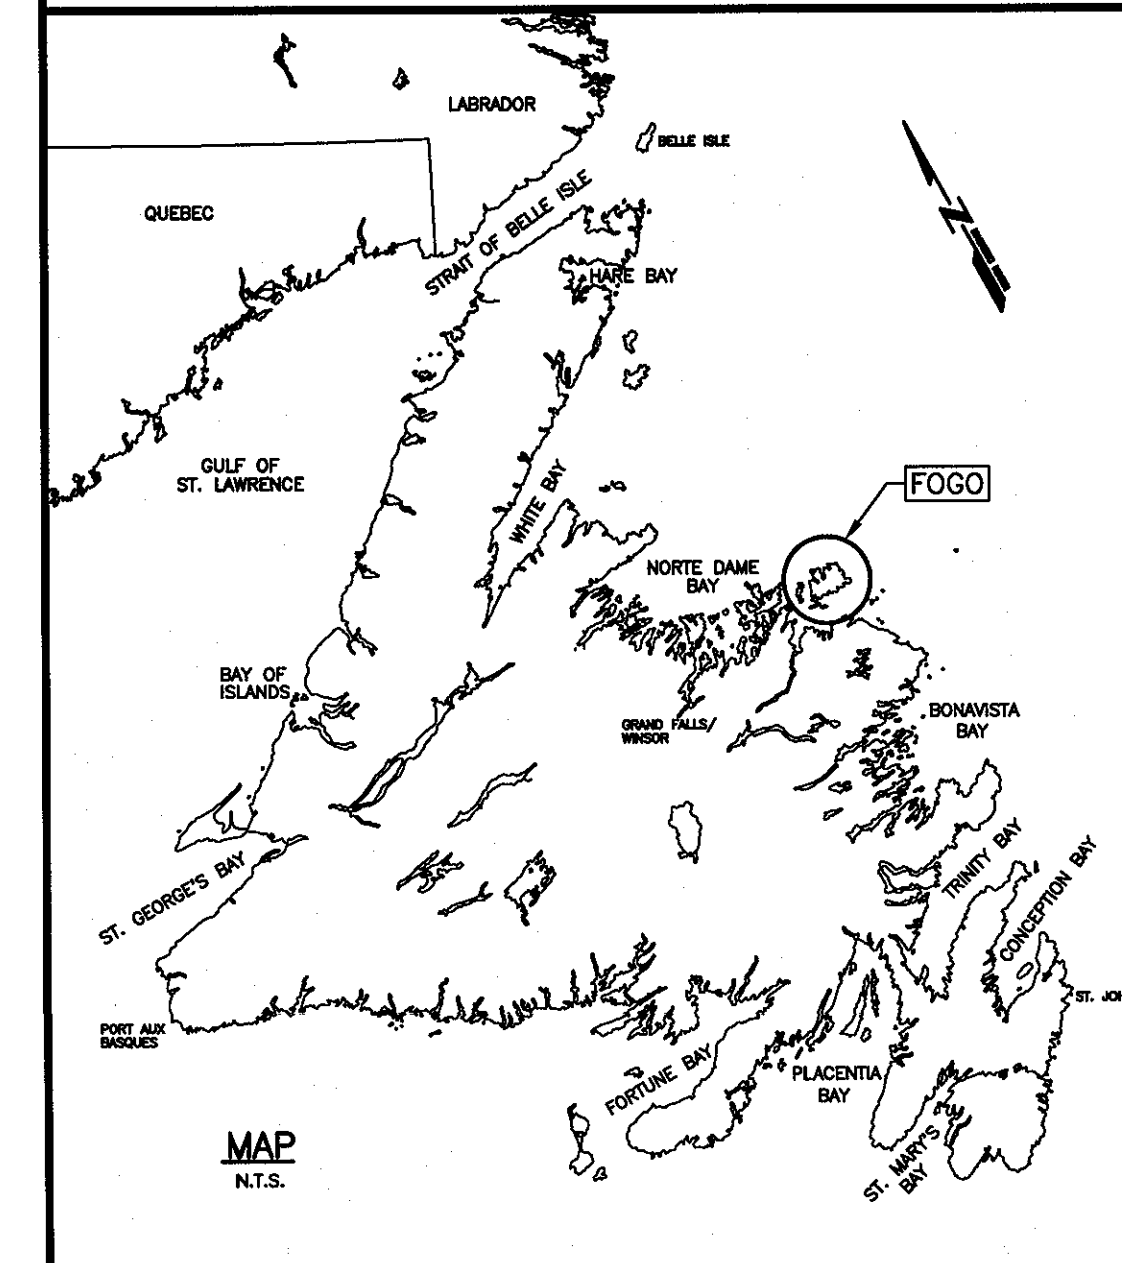 LABRADOR
BELLE ISLE
QUEBEC
STRAIT OF BELLE ISLE
N
HARE BAY
GULF OF
ST. LAWRENCE
WHITE BAY
FOGO
NORTE DAME
BAY
BAY OF
ISLANDS
GRAND FALLS/
WINSOR
BONAVISTA
BAY
TRINITY BAY
CONCEPTION BAY
ST. GEORGE'S BAY
ST. JOH
PORT AUX
BASQUES
FORTUNE BAY
PLACENTIA
BAY
ST. MARY'S
BAY
MAP
N.T.S.